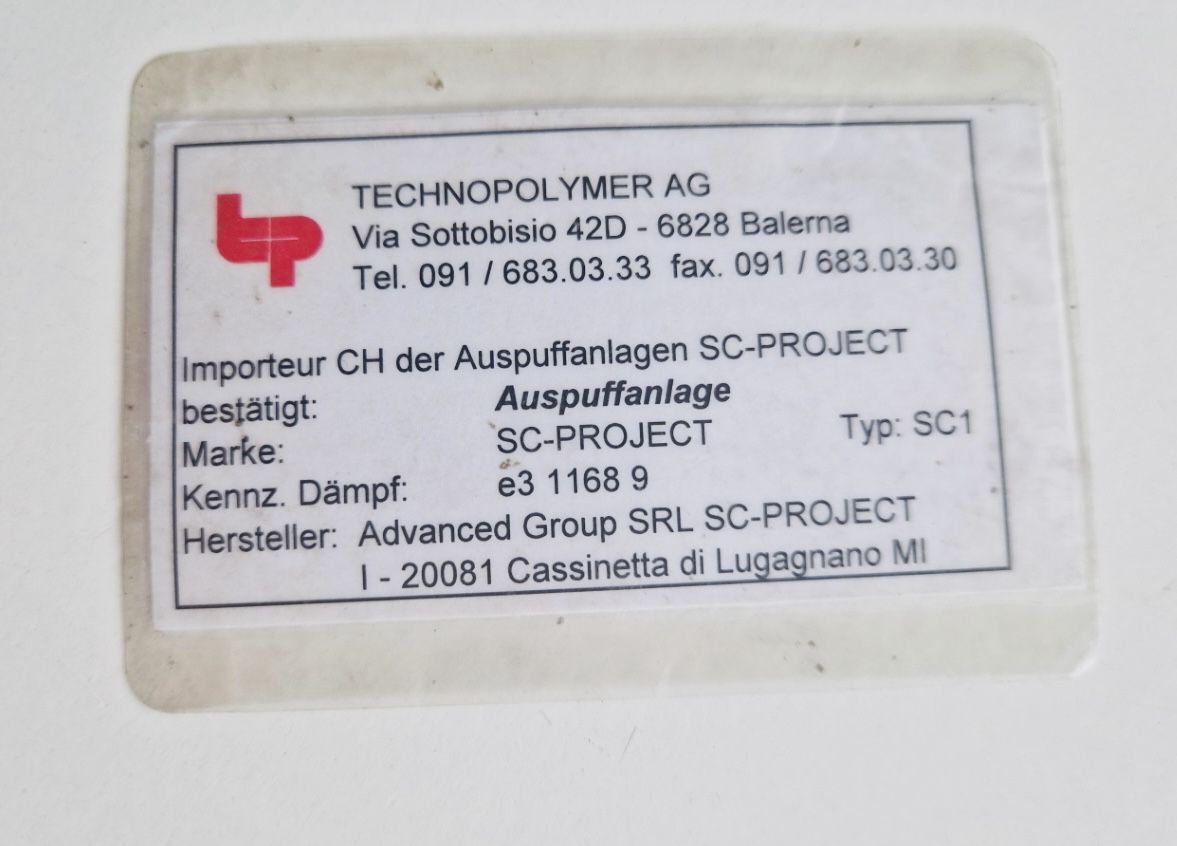 tp
TECHNOPOLYMER AG
Via Sottobisio 42D - 6828 Balerna
Tel. 091 / 683.03.33 fax. 091 / 683.03.30
Importeur CH der Auspuffanlagen SC-PROJECT
bestätigt: Auspuffanlage
Marke: SC-PROJECT Typ: SC1
Kennz. Dämpf: e3 1168 9
Hersteller: Advanced Group SRL SC-PROJECT
I - 20081 Cassinetta di Lugagnano MI